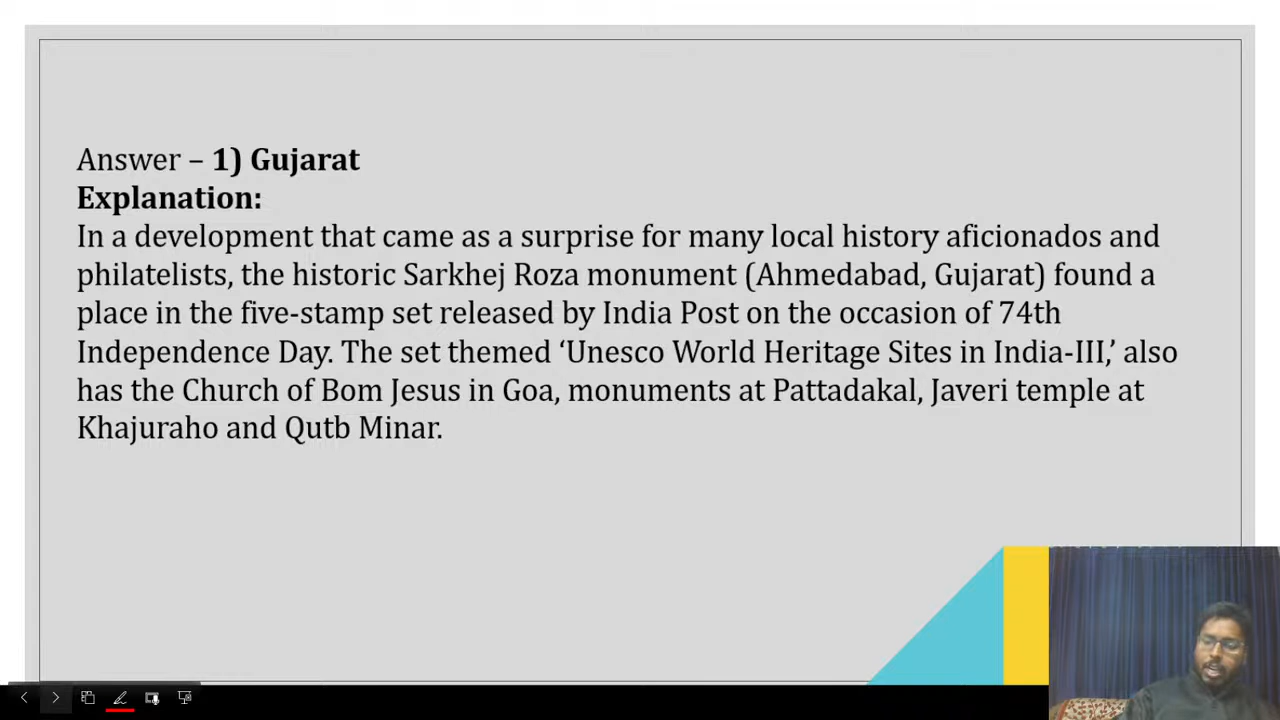 Answer – 1) Gujarat
Explanation:
In a development that came as a surprise for many local history aficionados and
philatelists, the historic Sarkhej Roza monument (Ahmedabad, Gujarat) found a
place in the five-stamp set released by India Post on the occasion of 74th
Independence Day. The set themed ‘Unesco World Heritage Sites in India-III,’ also
has the Church of Bom Jesus in Goa, monuments at Pattadakal, Javeri temple at
Khajuraho and Qutb Minar.